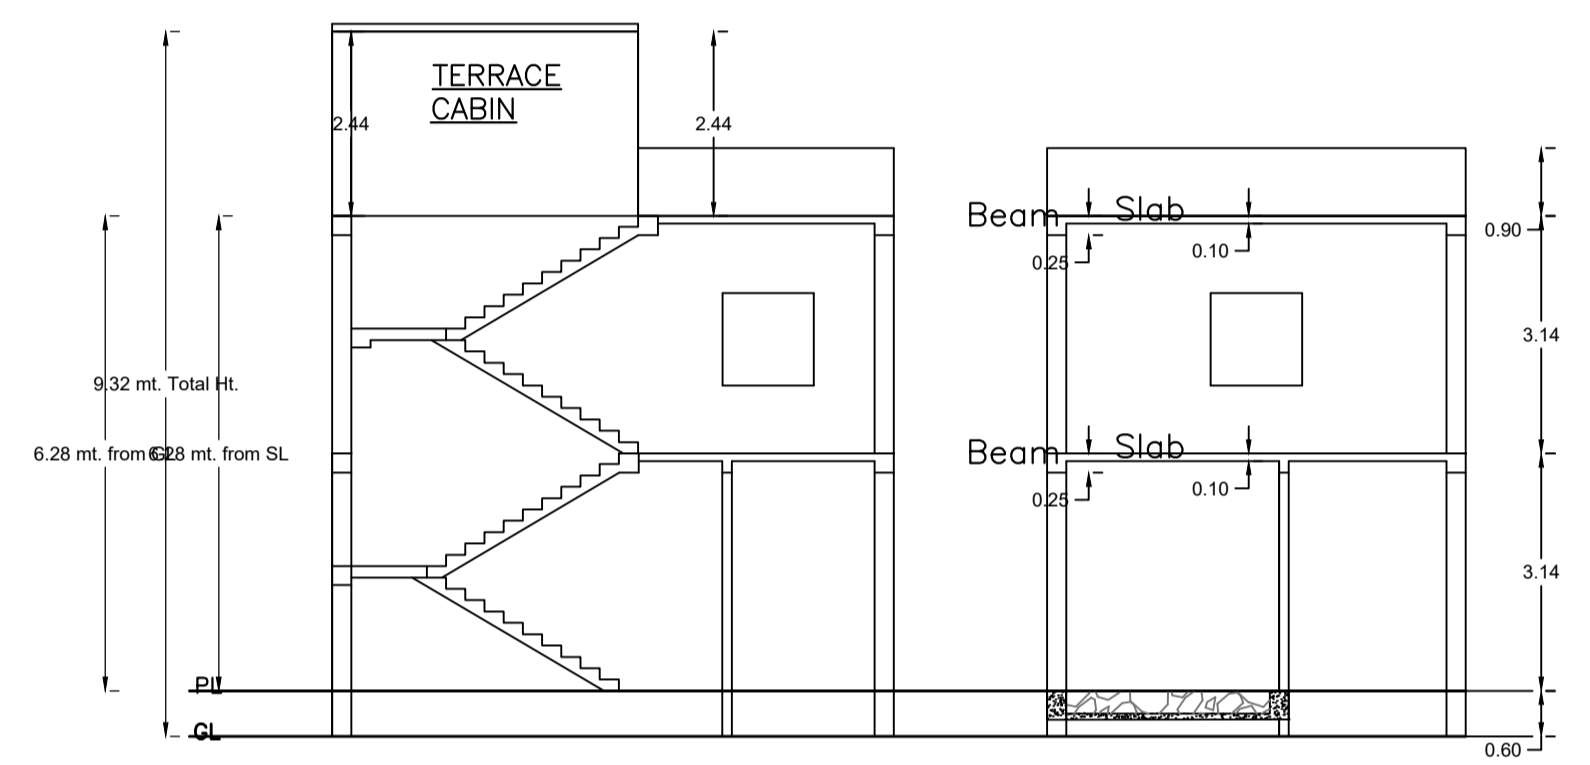 TERRACE
CABIN
2.44
2.44
Beam
Slab
0.25
0.10
0.90
3.14
9.32 mt. Total Ht.
6.28 mt. from GL
6.28 mt. from SL
Beam
Slab
0.25
0.10
3.14
PL
GL
0.60